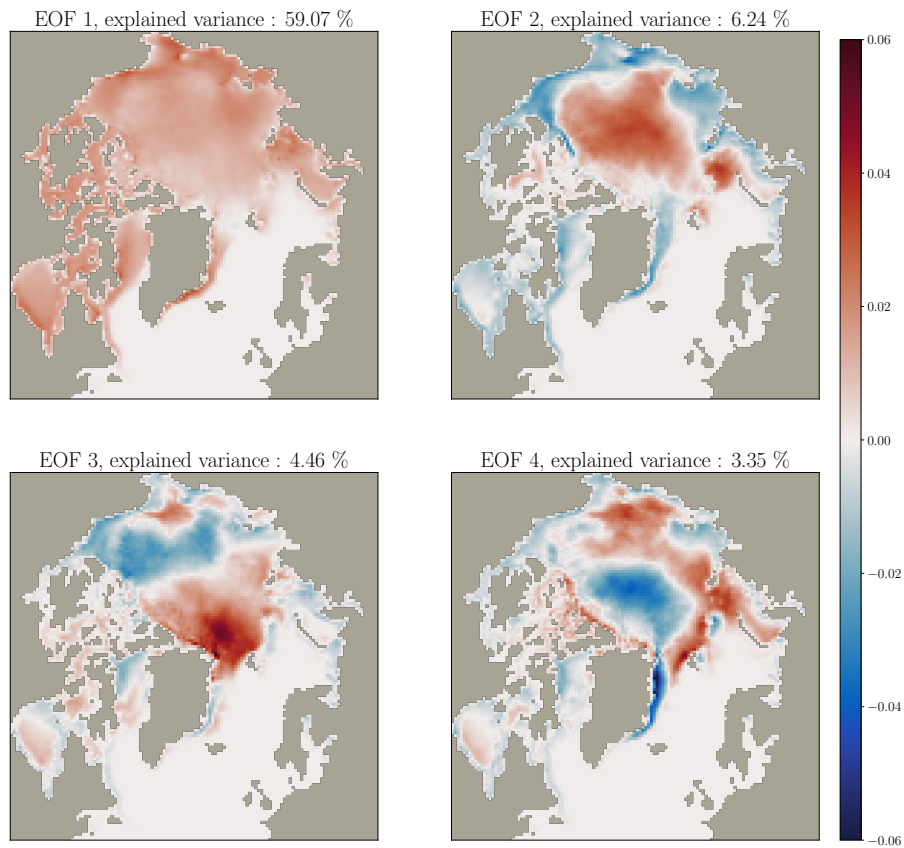 EOF 1, explained variance : 59.07 %
EOF 2, explained variance : 6.24 %
0.06
0.04
0.02
0.00
−0.02
−0.04
−0.06
EOF 3, explained variance : 4.46 %
EOF 4, explained variance : 3.35 %